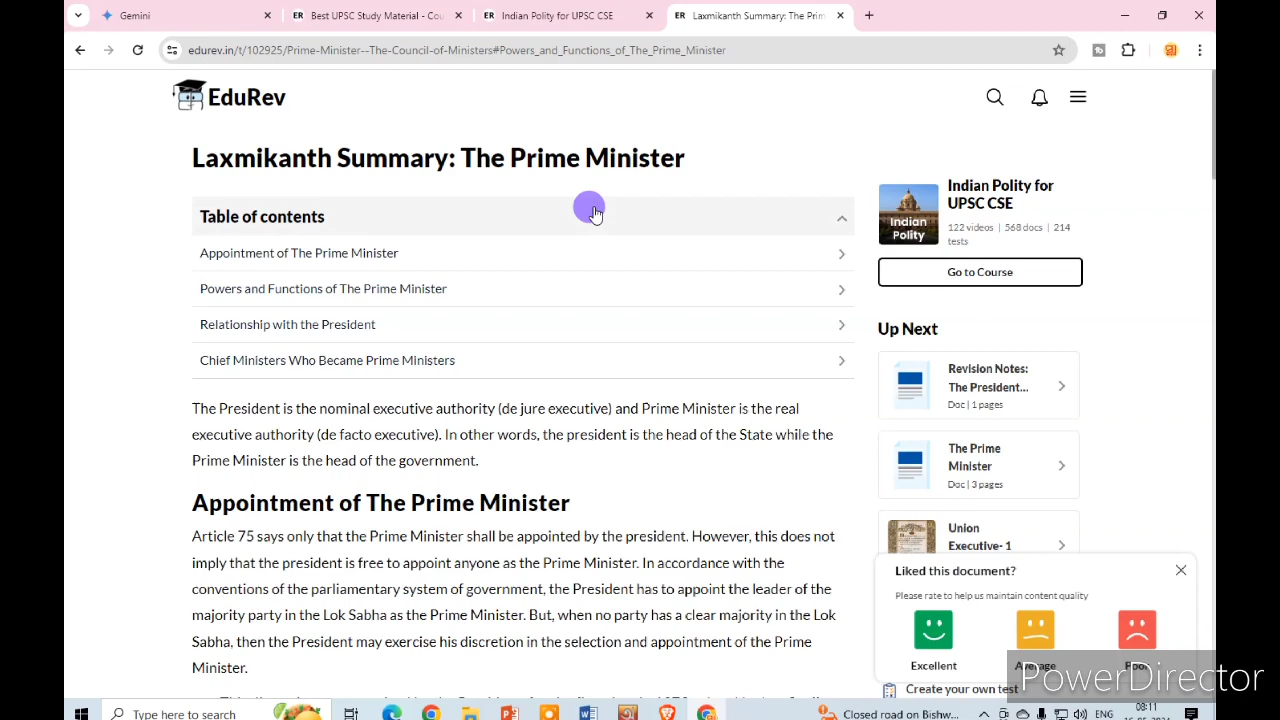 Gemini
ER Best UPSC Study Material - Cou
ER Indian Polity for UPSC CSE
ER Laxmikanth Summary: The Prim
edurev.in/t/102925/Prime-Minister--The-Council-of-Ministers#Powers_and_Functions_of_The_Prime_Minister
EduRev
Laxmikanth Summary: The Prime Minister
Table of contents
Appointment of The Prime Minister
Powers and Functions of The Prime Minister
Relationship with the President
Chief Ministers Who Became Prime Ministers
The President is the nominal executive authority (de jure executive) and Prime Minister is the real
executive authority (de facto executive). In other words, the president is the head of the State while the
Prime Minister is the head of the government.
Appointment of The Prime Minister
Article 75 says only that the Prime Minister shall be appointed by the president. However, this does not
imply that the president is free to appoint anyone as the Prime Minister. In accordance with the
conventions of the parliamentary system of government, the President has to appoint the leader of the
majority party in the Lok Sabha as the Prime Minister. But, when no party has a clear majority in the Lok
Sabha, then the President may exercise his discretion in the selection and appointment of the Prime
Minister.
Indian
Polity
Indian Polity for
UPSC CSE
122 videos | 568 docs | 214
tests
Go to Course
Up Next
Revision Notes:
The President...
Doc | 1 pages
The Prime
Minister
Doc | 3 pages
Union
Executive- 1
Liked this document?
Please rate to help us maintain content quality
Excellent
Average
Poor
Create your own test
PowerDirector
Type here to search
Closed road on Bishw...
ENG
08:11